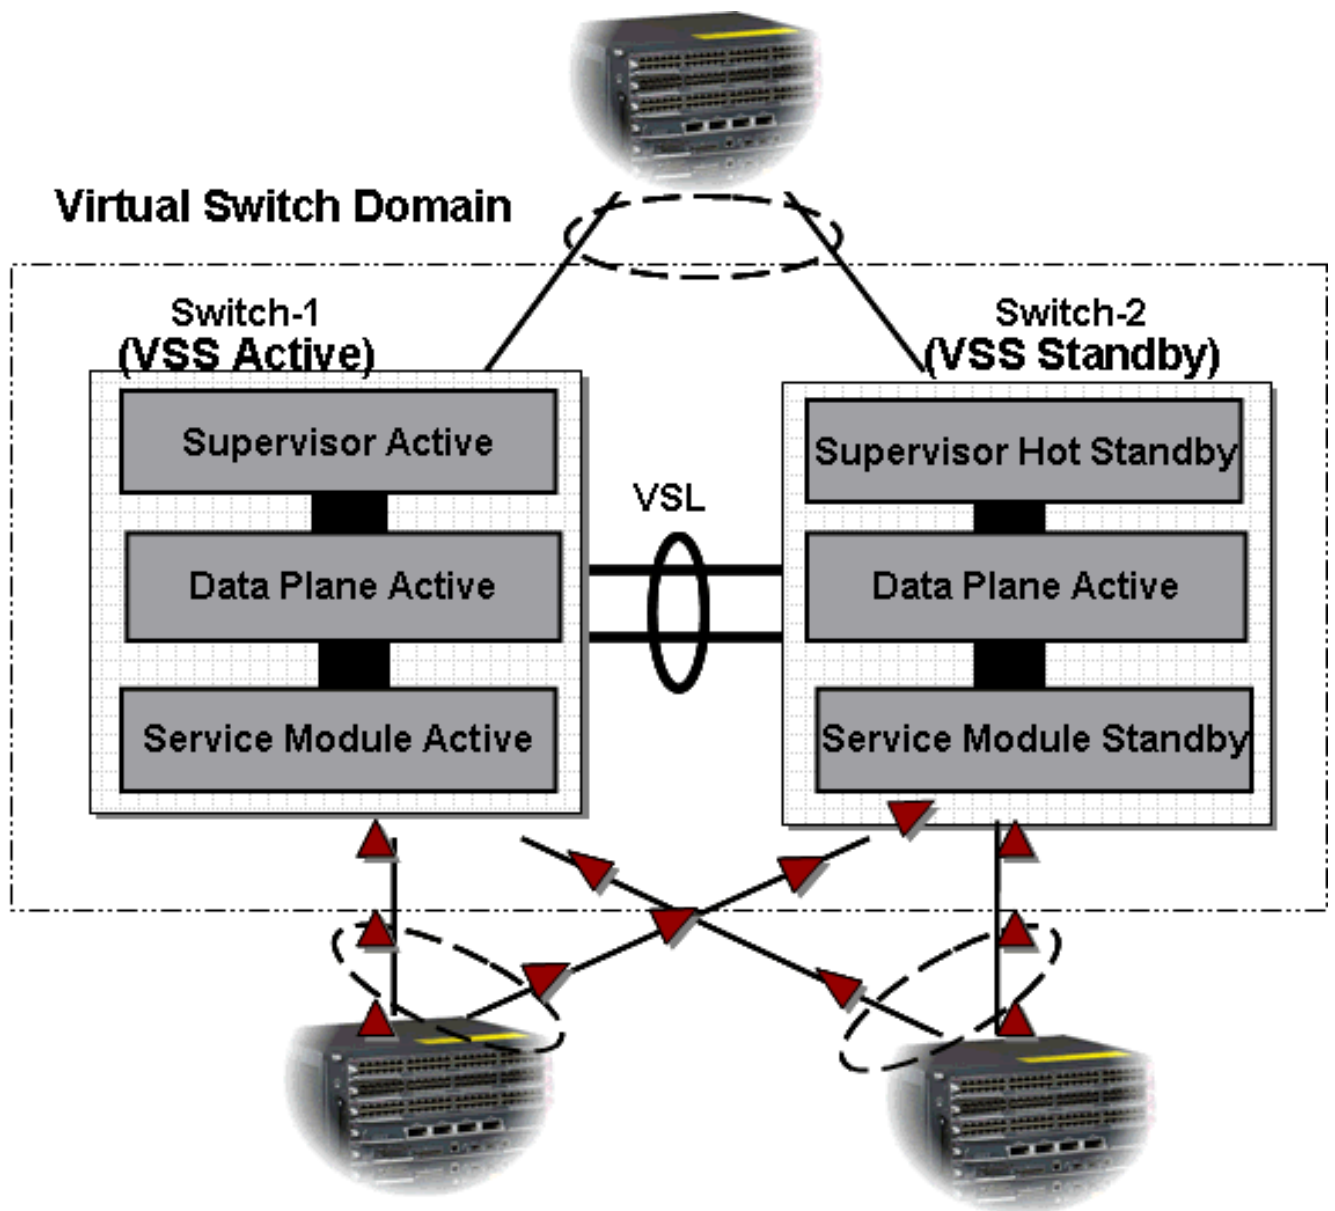 Virtual Switch Domain
Switch-1
(VSS Active)
Switch-2
(VSS Standby)
Supervisor Active
Supervisor Hot Standby
VSL
Data Plane Active
Data Plane Active
Service Module Active
Service Module Standby